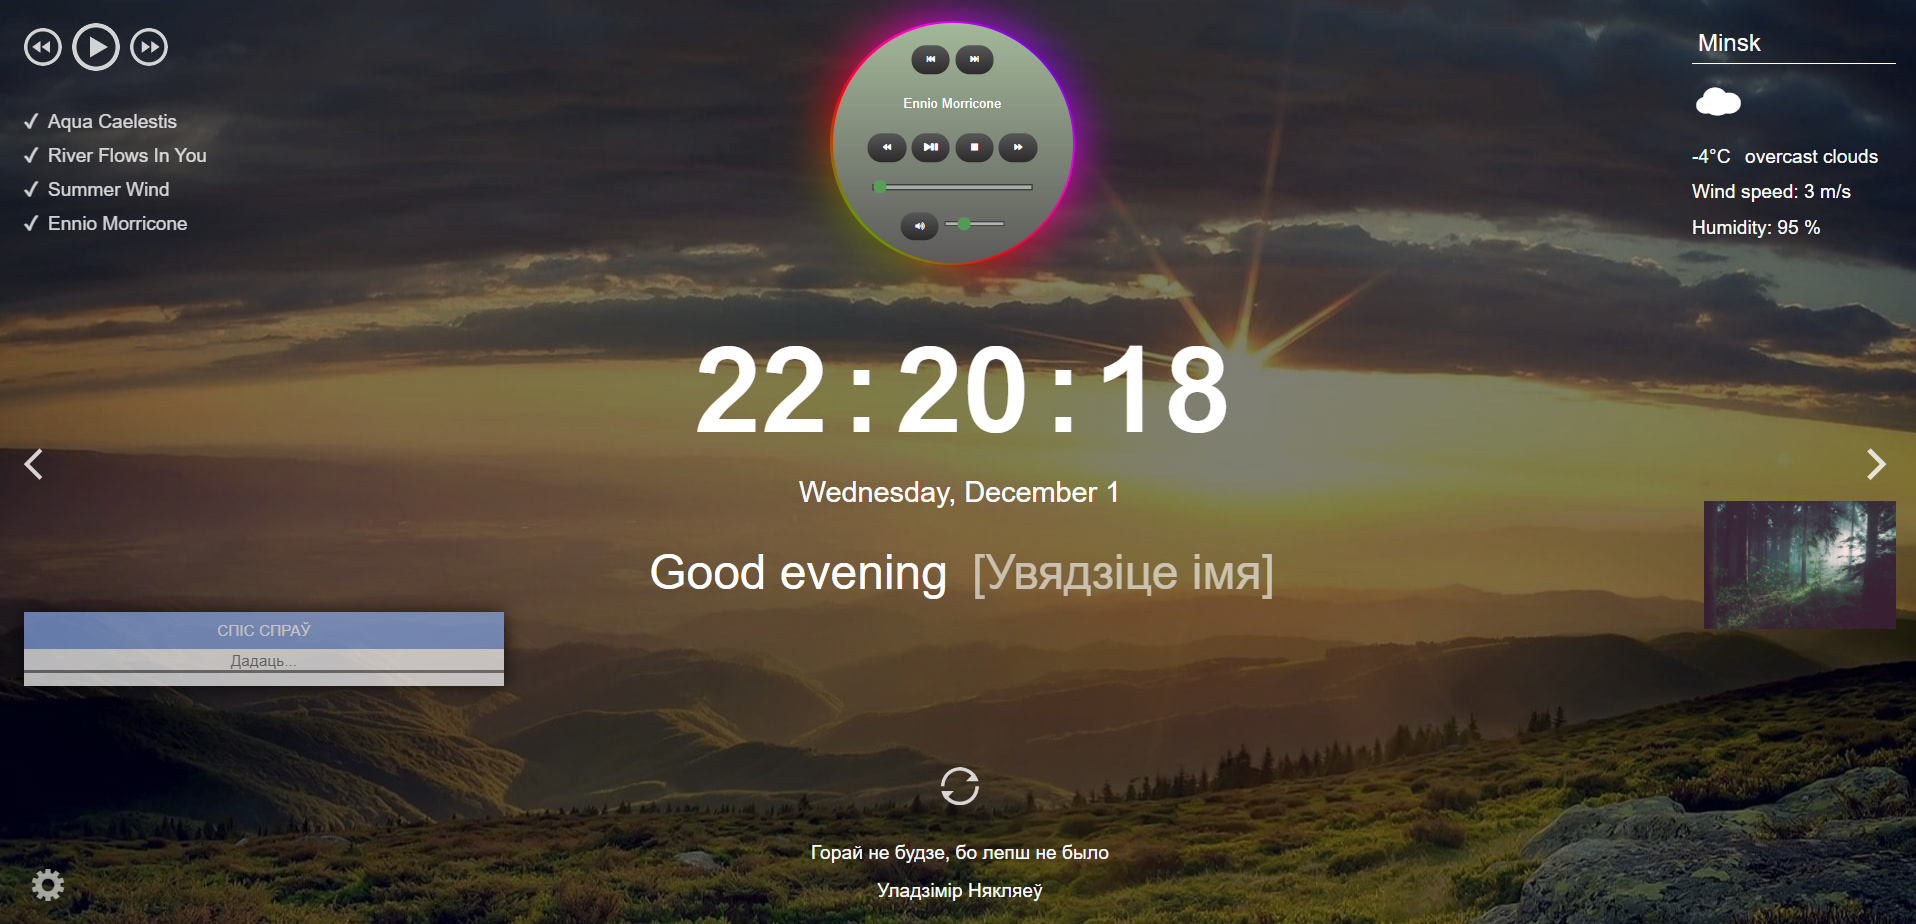 Aqua Caelestis
River Flows In You
Summer Wind
Ennio Morricone
Ennio Morricone
Minsk
-4°C overcast clouds
Wind speed: 3 m/s
Humidity: 95 %
22:20:18
Wednesday, December 1
Good evening [Увядзіце імя]
СПІС СПРАЎ
Дадаць...
Горай не будзе, бо лепш не было
Уладзімір Някляеў